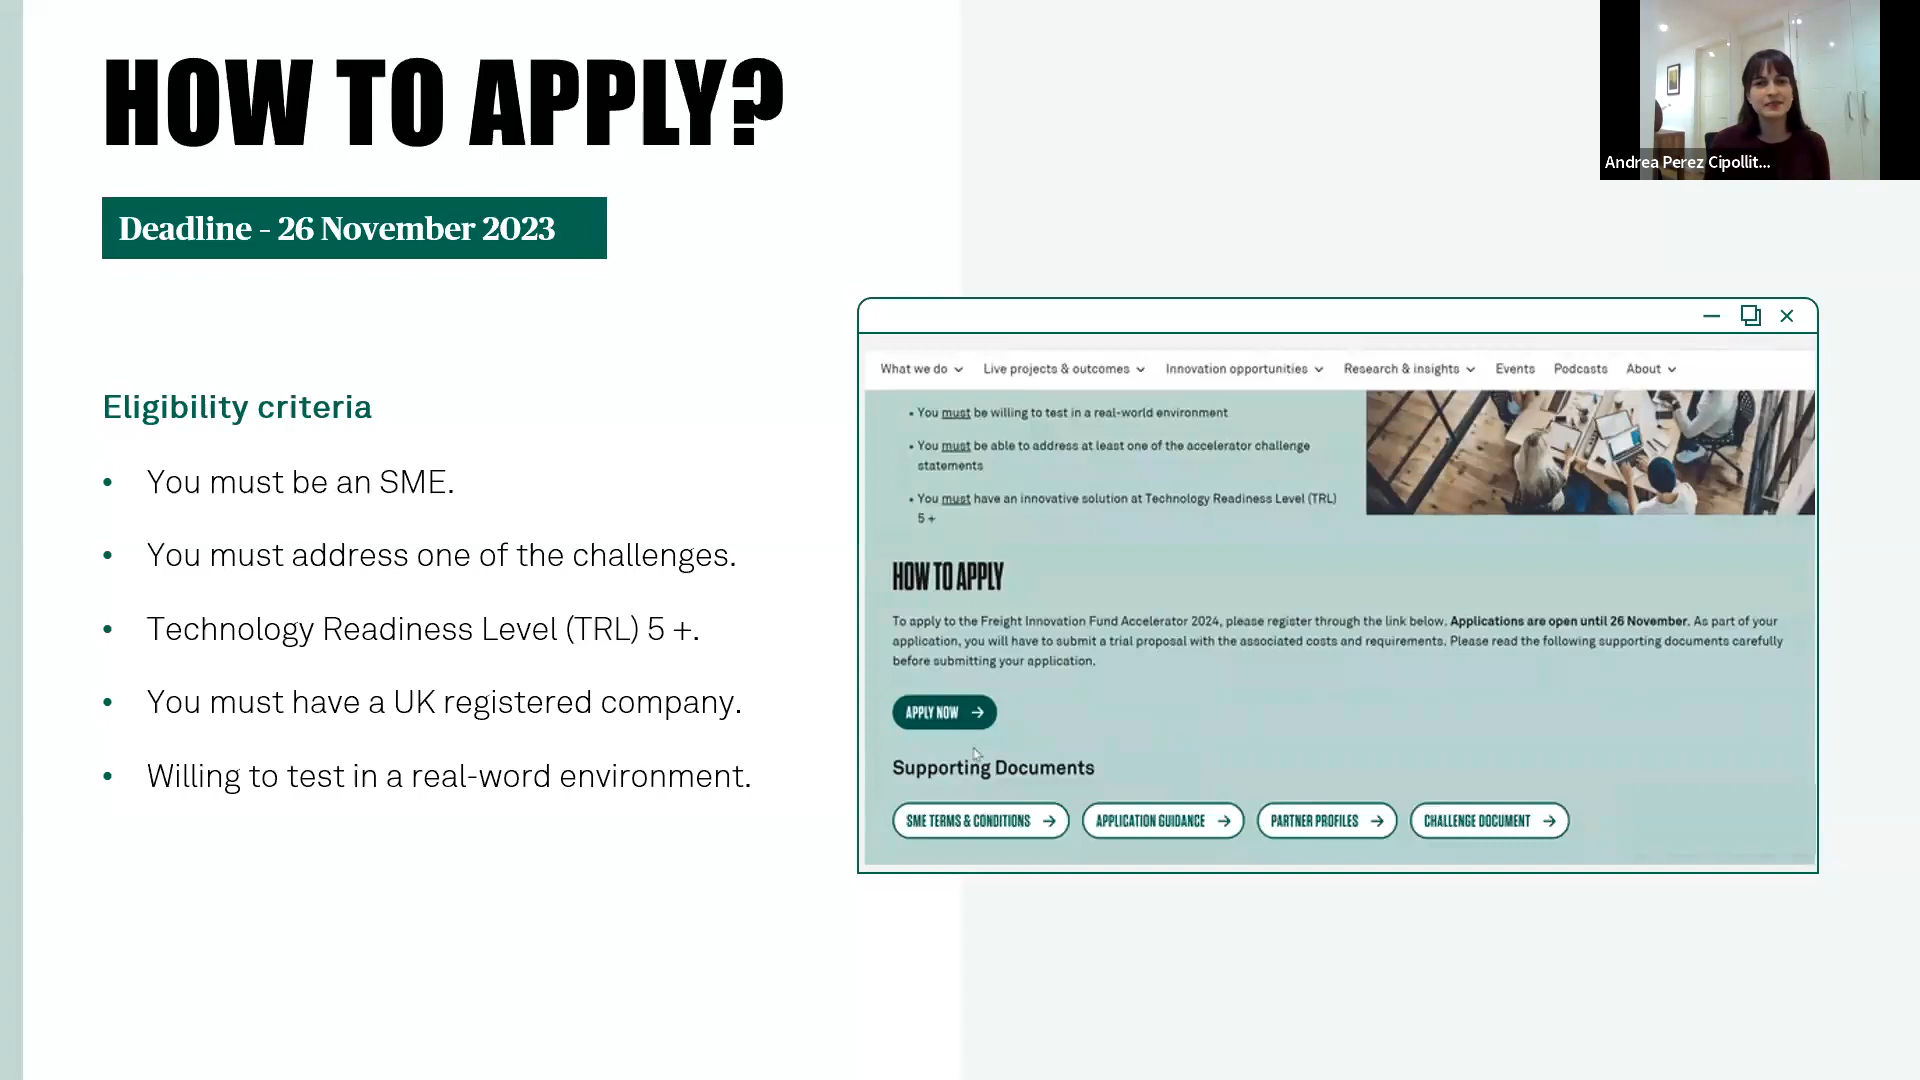 HOW TO APPLY?
Deadline - 26 November 2023
Eligibility criteria
• You must be an SME.
• You must address one of the challenges.
• Technology Readiness Level (TRL) 5 +.
• You must have a UK registered company.
• Willing to test in a real-word environment.
Andrea Perez Cipollit...
What we do Live projects & outcomes Innovation opportunities Research & insights Events Podcasts About
• You must be willing to test in a real-world environment
• You must be able to address at least one of the accelerator challenge
statements
• You must have an innovative solution at Technology Readiness Level (TRL)
5 +
HOW TO APPLY
To apply to the Freight Innovation Fund Accelerator 2024, please register through the link below. Applications are open until 26 November. As part of your
application, you will have to submit a trial proposal with the associated costs and requirements. Please read the following supporting documents carefully
before submitting your application.
APPLY NOW →
Supporting Documents
SME TERMS & CONDITIONS → APPLICATION GUIDANCE → PARTNER PROFILES → CHALLENGE DOCUMENT →